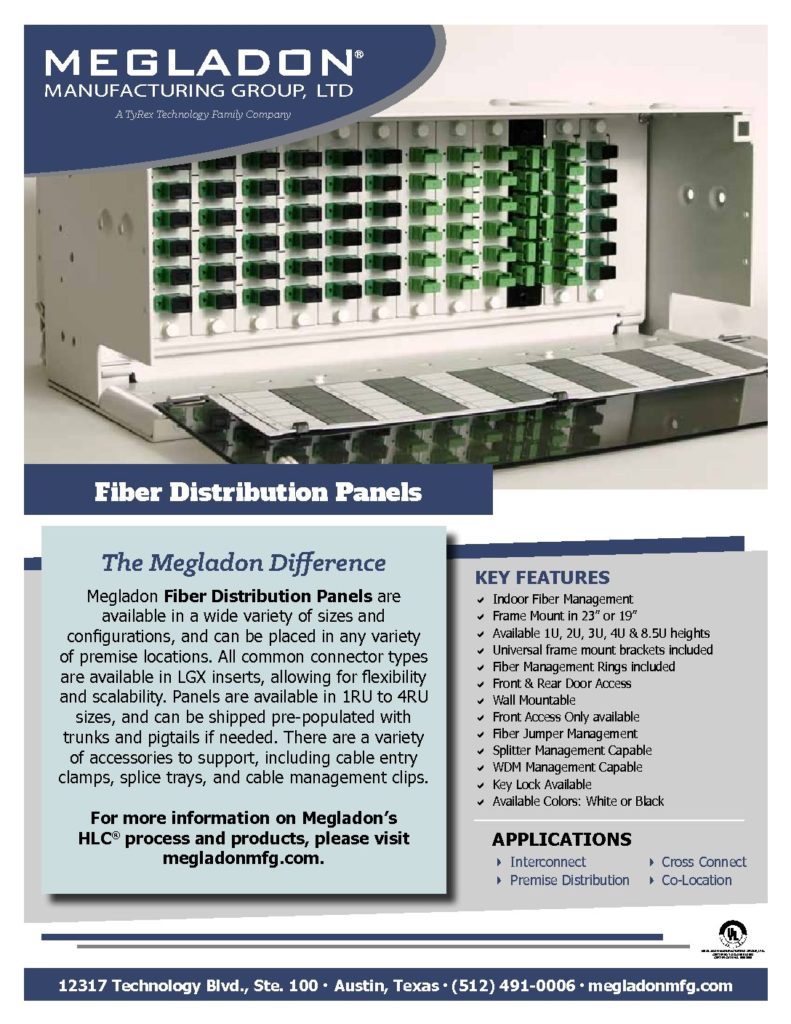 MEGLADON®
MANUFACTURING GROUP, LTD
A TyRex Technology Family Company
Fiber Distribution Panels
The Megladon Difference
Megladon Fiber Distribution Panels are
available in a wide variety of sizes and
configurations, and can be placed in any variety
of premise locations. All common connector types
are available in LGX inserts, allowing for flexibility
and scalability. Panels are available in 1RU to 4RU
sizes, and can be shipped pre-populated with
trunks and pigtails if needed. There are a variety
of accessories to support, including cable entry
clamps, splice trays, and cable management clips.
For more information on Megladon’s
HLC® process and products, please visit
megladonmfg.com.
KEY FEATURES
Indoor Fiber Management
Frame Mount in 23” or 19”
Available 1U, 2U, 3U, 4U & 8.5U heights
Universal frame mount brackets included
Fiber Management Rings included
Front & Rear Door Access
Wall Mountable
Front Access Only available
Fiber Jumper Management
Splitter Management Capable
WDM Management Capable
Key Lock Available
Available Colors: White or Black
APPLICATIONS
Interconnect
Premise Distribution
Cross Connect
Co-Location
UL
12317 Technology Blvd., Ste. 100 • Austin, Texas • (512) 491-0006 • megladonmfg.com